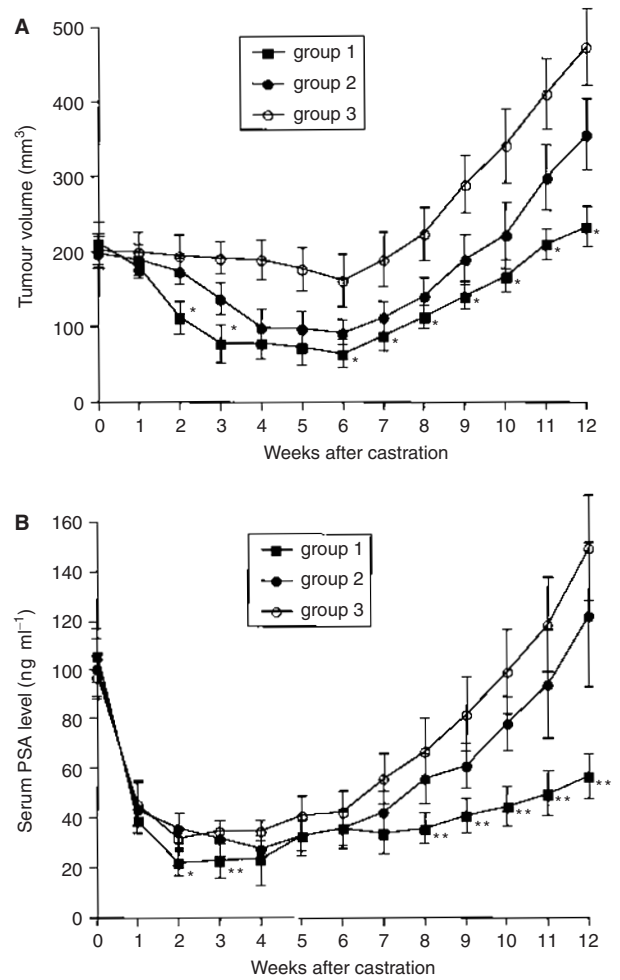 A
500
400
300
200
100
0
Tumour volume (mm³)
group 1
group 2
group 3
*
*
*
*
*
*
*
*
*
0 1 2 3 4 5 6 7 8 9 10 11 12
Weeks after castration
B
160
140
120
100
80
60
40
20
0
Serum PSA level (ng ml⁻¹)
group 1
group 2
group 3
*
**
**
**
**
**
**
0 1 2 3 4 5 6 7 8 9 10 11 12
Weeks after castration